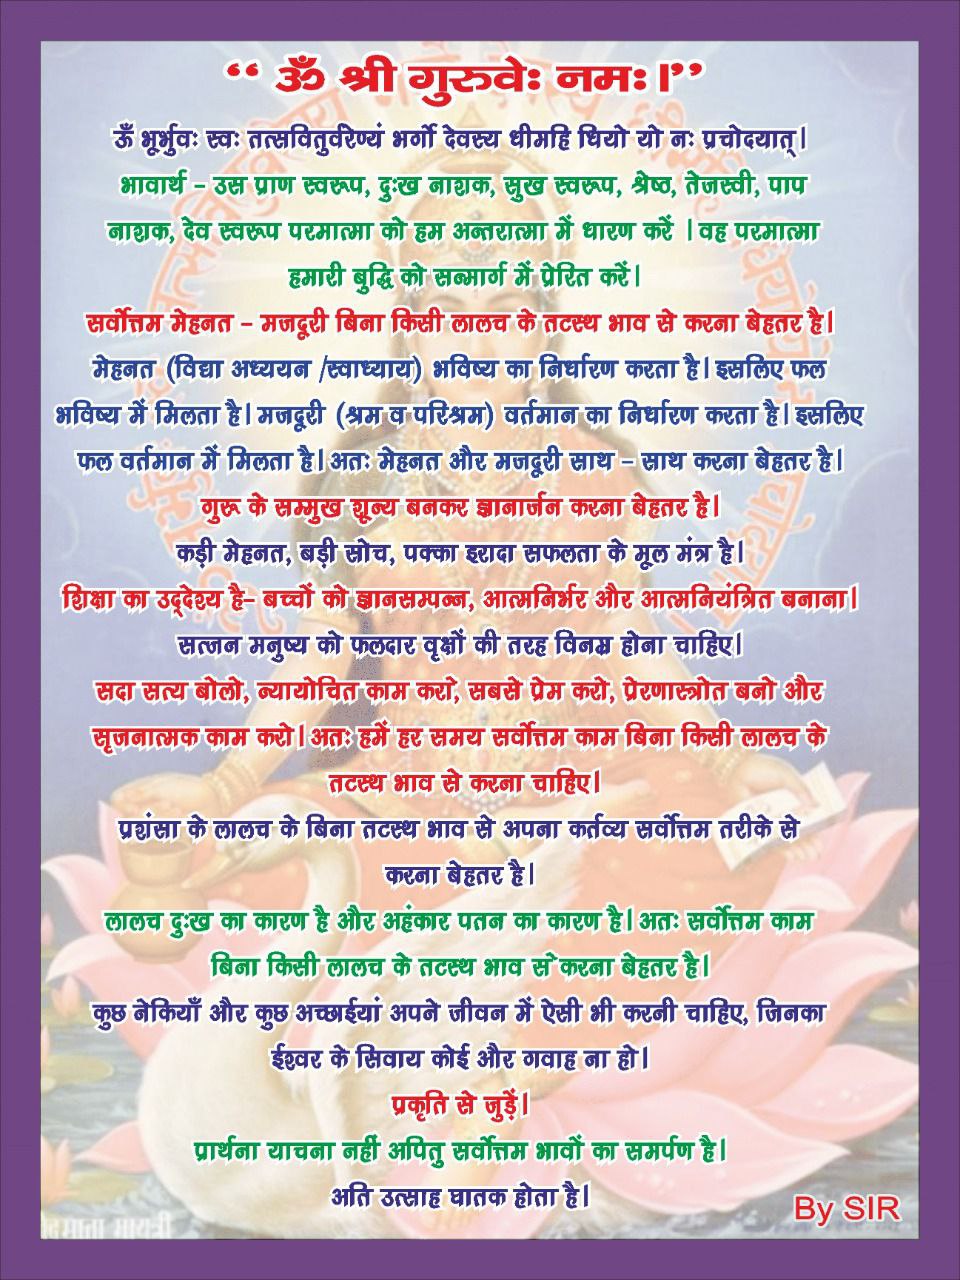 “ ॐ श्री गुरुवेः नमः।”
ऊँ भूर्भुवः स्वः तत्सवितुर्वरेण्यं भर्गो देवस्य धीमहि धियो यो नः प्रचोदयात्।
भावार्थ – उस प्राण स्वरूप, दुःख नाशक, सुख स्वरूप, श्रेष्ठ, तेजस्वी, पाप
नाशक, देव स्वरूप परमात्मा को हम अन्तरात्मा में धारण करें । वह परमात्मा
हमारी बुद्धि को सन्मार्ग में प्रेरित करें।
सर्वोत्तम मेहनत – मजदूरी बिना किसी लालच के तटस्थ भाव से करना बेहतर है।
मेहनत (विद्या अध्ययन /स्वाध्याय) भविष्य का निर्धारण करता है। इसलिए फल
भविष्य में मिलता है। मजदूरी (श्रम व परिश्रम) वर्तमान का निर्धारण करता है। इसलिए
फल वर्तमान में मिलता है। अतः मेहनत और मजदूरी साथ – साथ करना बेहतर है।
गुरू के सम्मुख शून्य बनकर ज्ञानार्जन करना बेहतर है।
कड़ी मेहनत, बड़ी सोच, पक्का इरादा सफलता के मूल मंत्र है।
शिक्षा का उद्देश्य है– बच्चों को ज्ञानसम्पन्न, आत्मनिर्भर और आत्मनियंत्रित बनाना।
सत्जन मनुष्य को फलदार वृक्षों की तरह विनम्र होना चाहिए।
सदा सत्य बोलो, न्यायोचित काम करो, सबसे प्रेम करो, प्रेरणास्त्रोत बनो और
सृजनात्मक काम करो। अतः हमें हर समय सर्वोत्तम काम बिना किसी लालच के
तटस्थ भाव से करना चाहिए।
प्रशंसा के लालच के बिना तटस्थ भाव से अपना कर्तव्य सर्वोत्तम तरीके से
करना बेहतर है।
लालच दुःख का कारण है और अहंकार पतन का कारण है। अतः सर्वोत्तम काम
बिना किसी लालच के तटस्थ भाव से करना बेहतर है।
कुछ नेकियाँ और कुछ अच्छाईयां अपने जीवन में ऐसी भी करनी चाहिए, जिनका
ईश्वर के सिवाय कोई और गवाह ना हो।
प्रकृति से जुड़ें।
प्रार्थना याचना नहीं अपितु सर्वोत्तम भावों का समर्पण है।
अति उत्साह घातक होता है।
By SIR